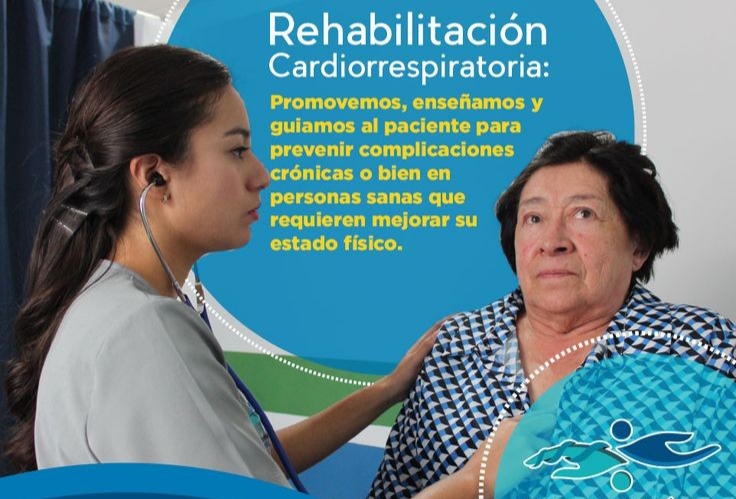 Rehabilitación
Cardiorrespiratoria:
Promovemos, enseñamos y
guiamos al paciente para
prevenir complicaciones
crónicas o bien en
personas sanas que
requieren mejorar su
estado físico.